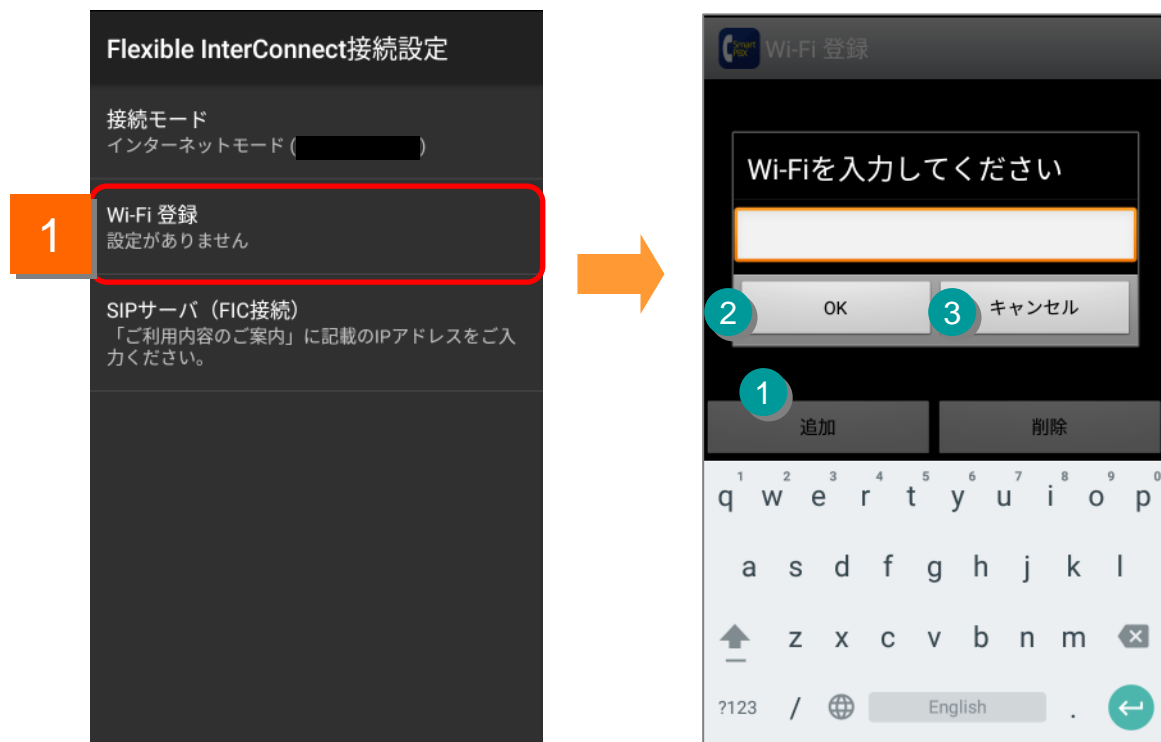 Flexible InterConnect接続設定
接続モード
インターネットモード ( )
1
Wi-Fi 登録
設定がありません
SIPサーバ（FIC接続）
「ご利用内容のご案内」に記載のIPアドレスをご入
力ください。
Smart PBX
Wi-Fi 登録
Wi-Fiを入力してください
2 OK 3 キャンセル
1
追加 削除
1 2 3 4 5 6 7 8 9 0
q w e r t y u i o p
a s d f g h j k l
z x c v b n m
?123 / English .